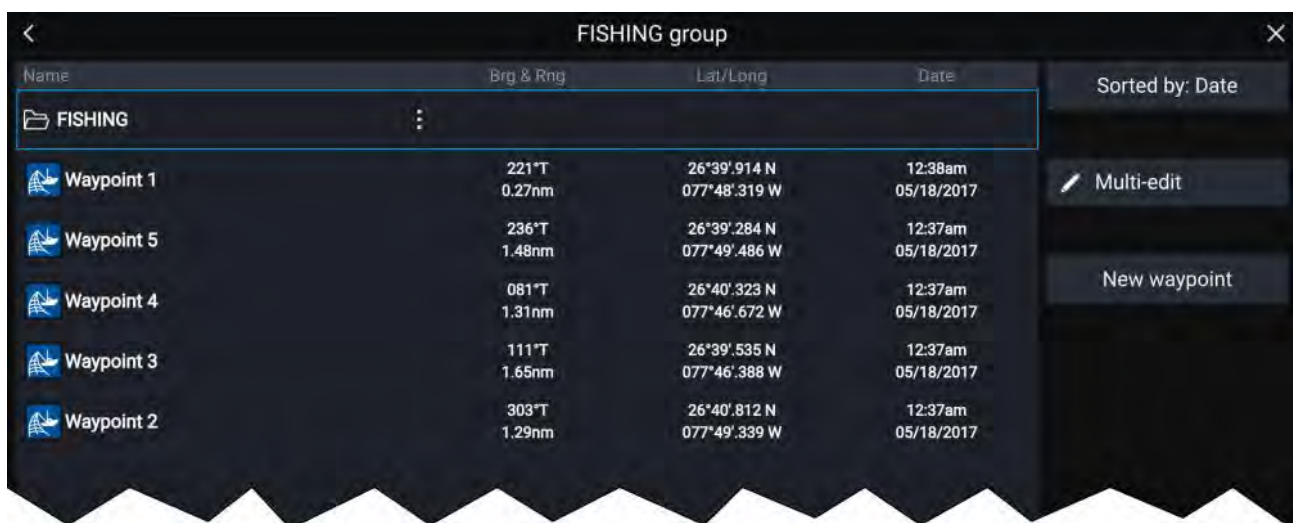 FISHING group
Name Brg & Rng Lat/Long Date
Sorted by: Date
FISHING
Waypoint 1 221°T 26°39'.914 N 12:38am
0.27nm 077°48'.319 W 05/18/2017
Multi-edit
Waypoint 5 236°T 26°39'.284 N 12:37am
1.48nm 077°49'.486 W 05/18/2017
New waypoint
Waypoint 4 081°T 26°40'.323 N 12:37am
1.31nm 077°46'.672 W 05/18/2017
Waypoint 3 111°T 26°39'.535 N 12:37am
1.65nm 077°46'.388 W 05/18/2017
Waypoint 2 303°T 26°40'.812 N 12:37am
1.29nm 077°49'.339 W 05/18/2017